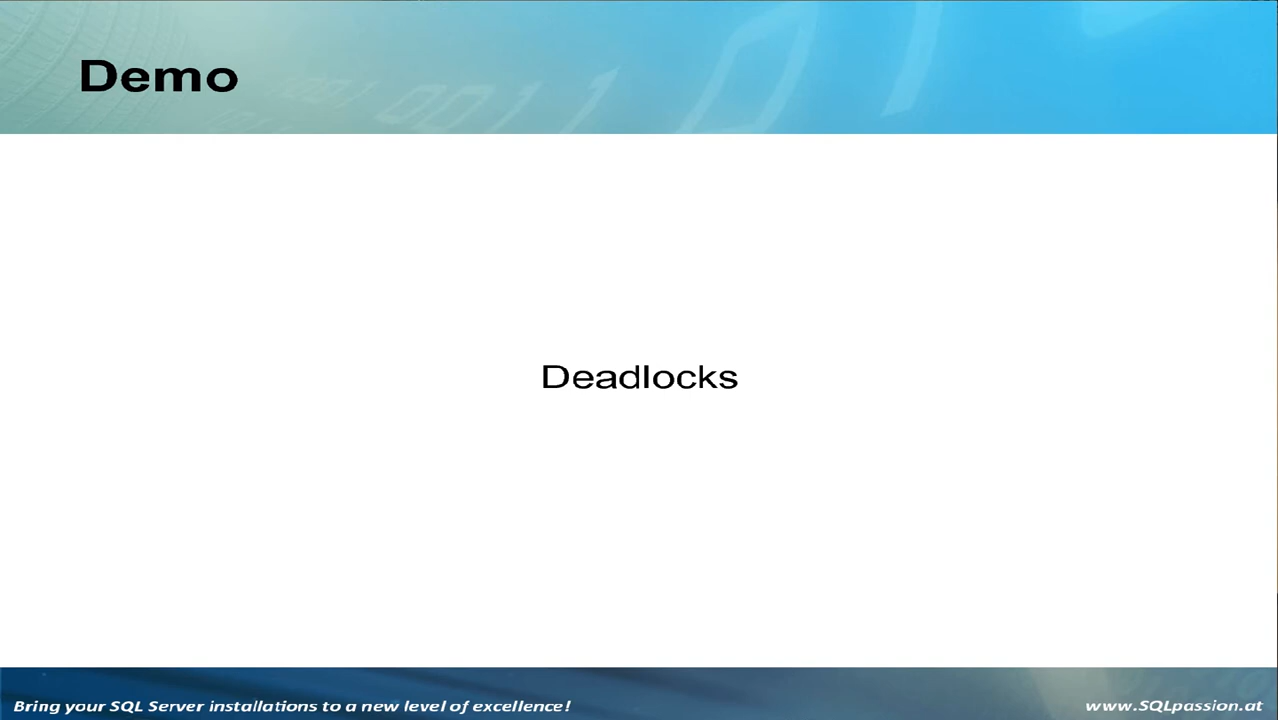 Demo
Deadlocks
Bring your SQL Server installations to a new level of excellence!
www.SQLpassion.at